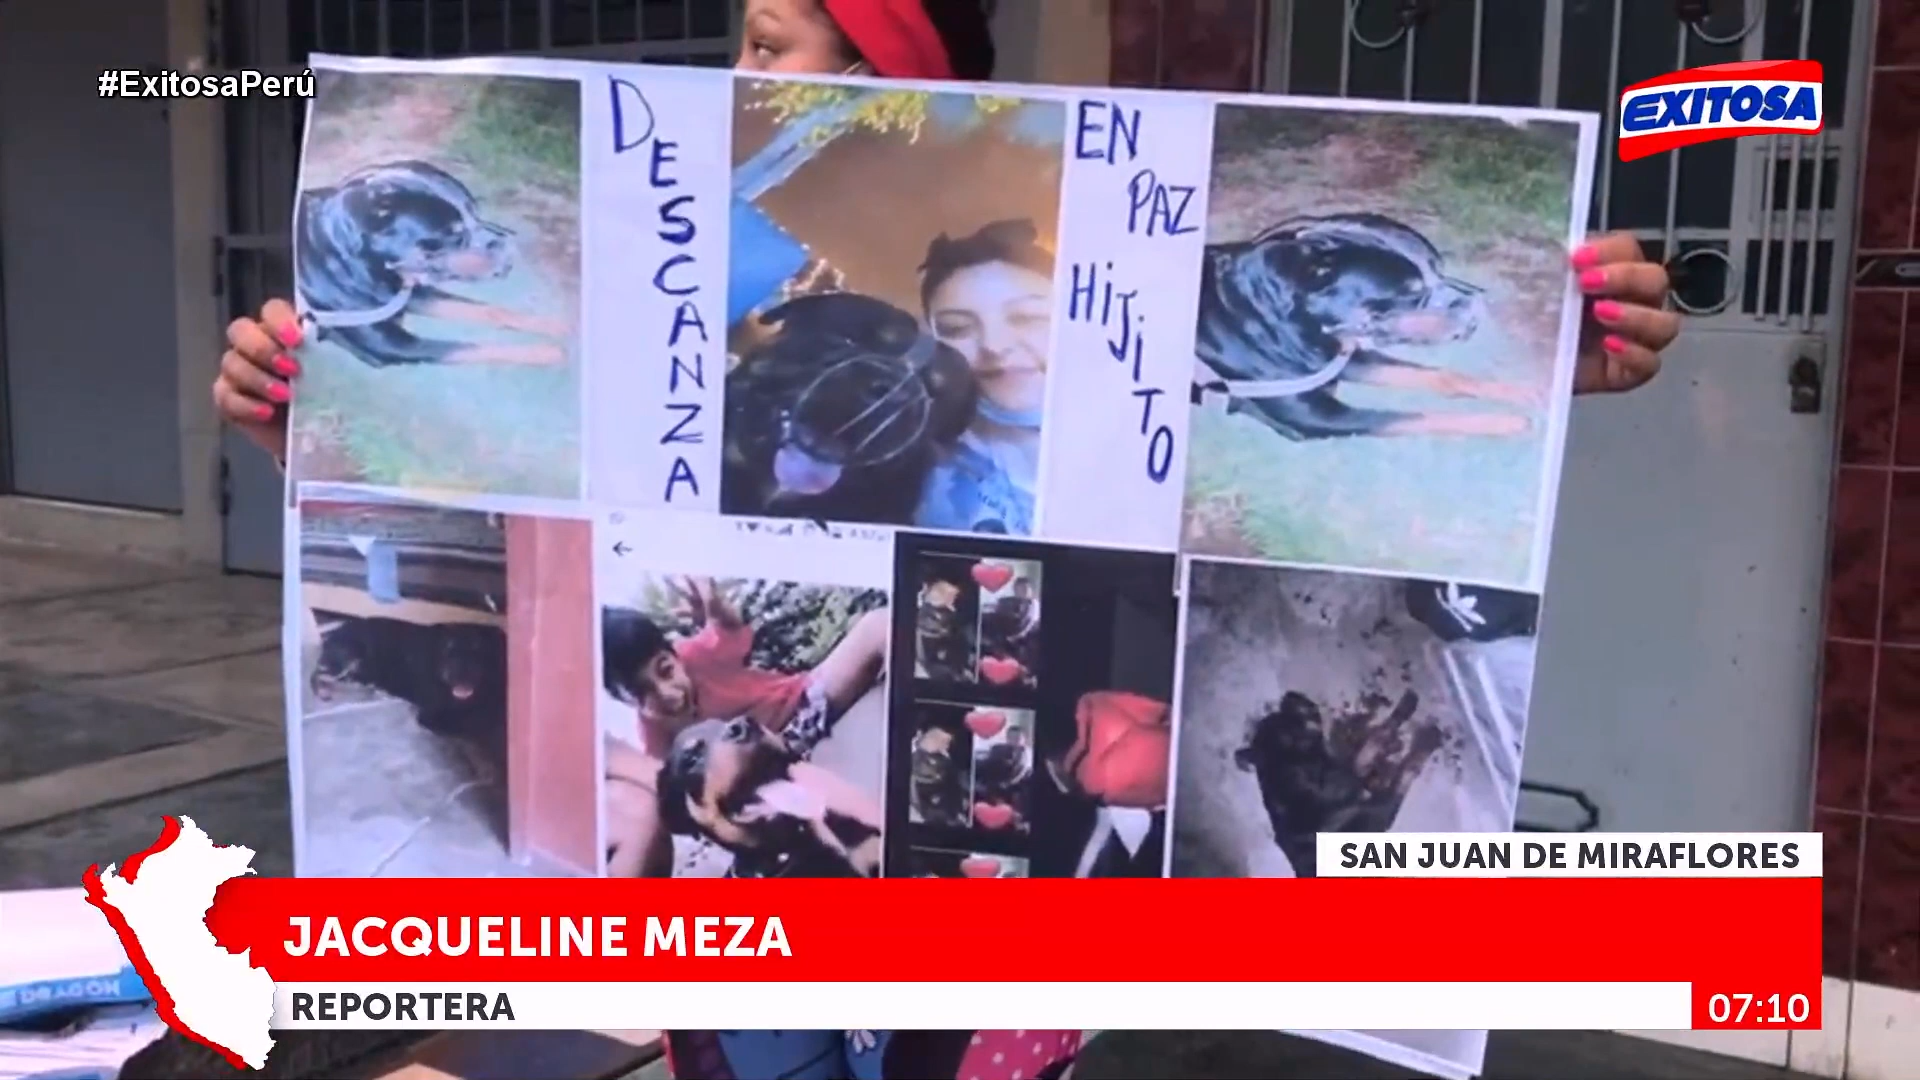 #ExitosaPerú
EXITOSA
DESCANZA
EN
PAZ
HIJITO
SAN JUAN DE MIRAFLORES
JACQUELINE MEZA
REPORTERA
07:10